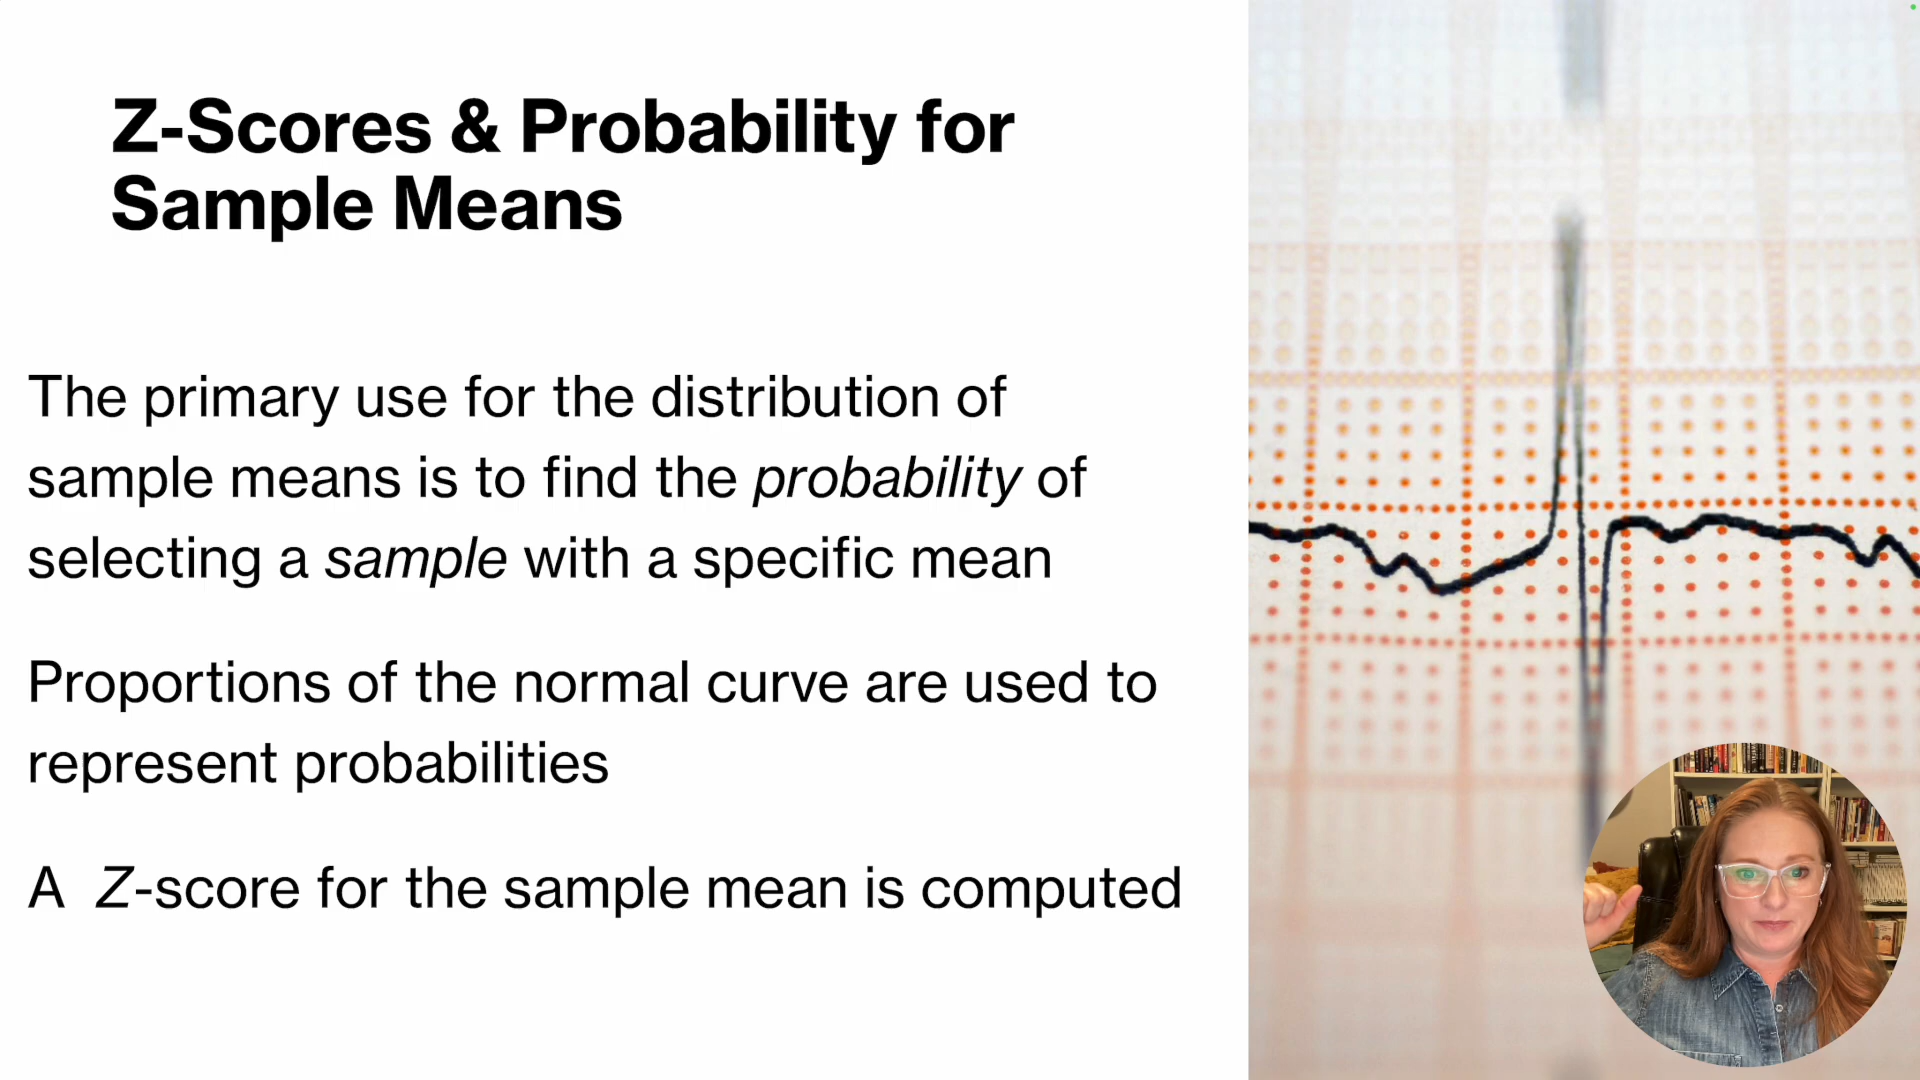 Z-Scores & Probability for
Sample Means
The primary use for the distribution of
sample means is to find the probability of
selecting a sample with a specific mean
Proportions of the normal curve are used to
represent probabilities
A Z-score for the sample mean is computed